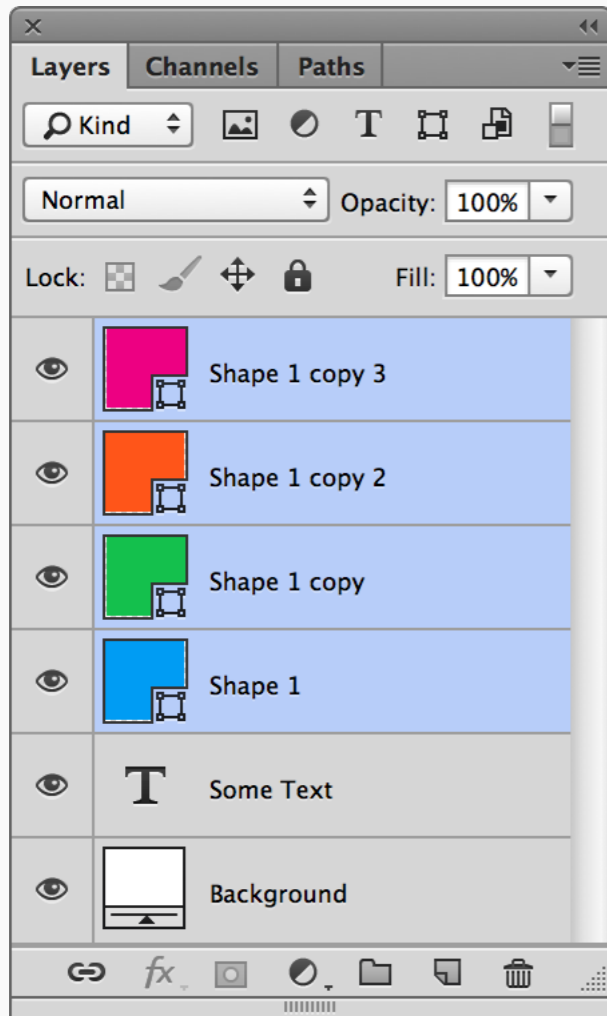 Layers Channels Paths
Kind T
Normal Opacity: 100%
Lock: Fill: 100%
Shape 1 copy 3
Shape 1 copy 2
Shape 1 copy
Shape 1
T Some Text
Background
fx